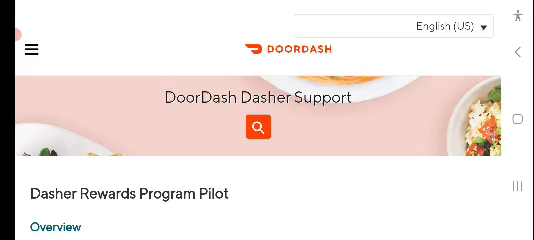 English (US)
DOORDASH
DoorDash Dasher Support
Dasher Rewards Program Pilot
Overview